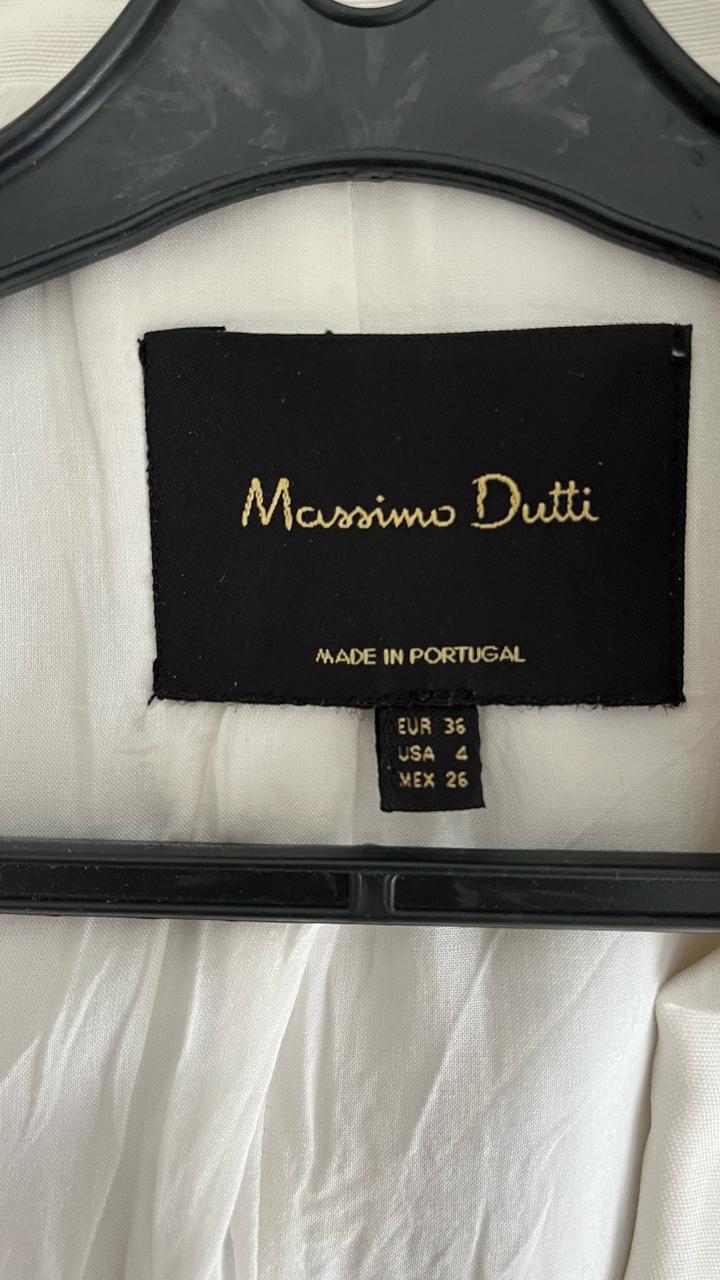 Massimo Dutti
MADE IN PORTUGAL
EUR 36
USA 4
MEX 26